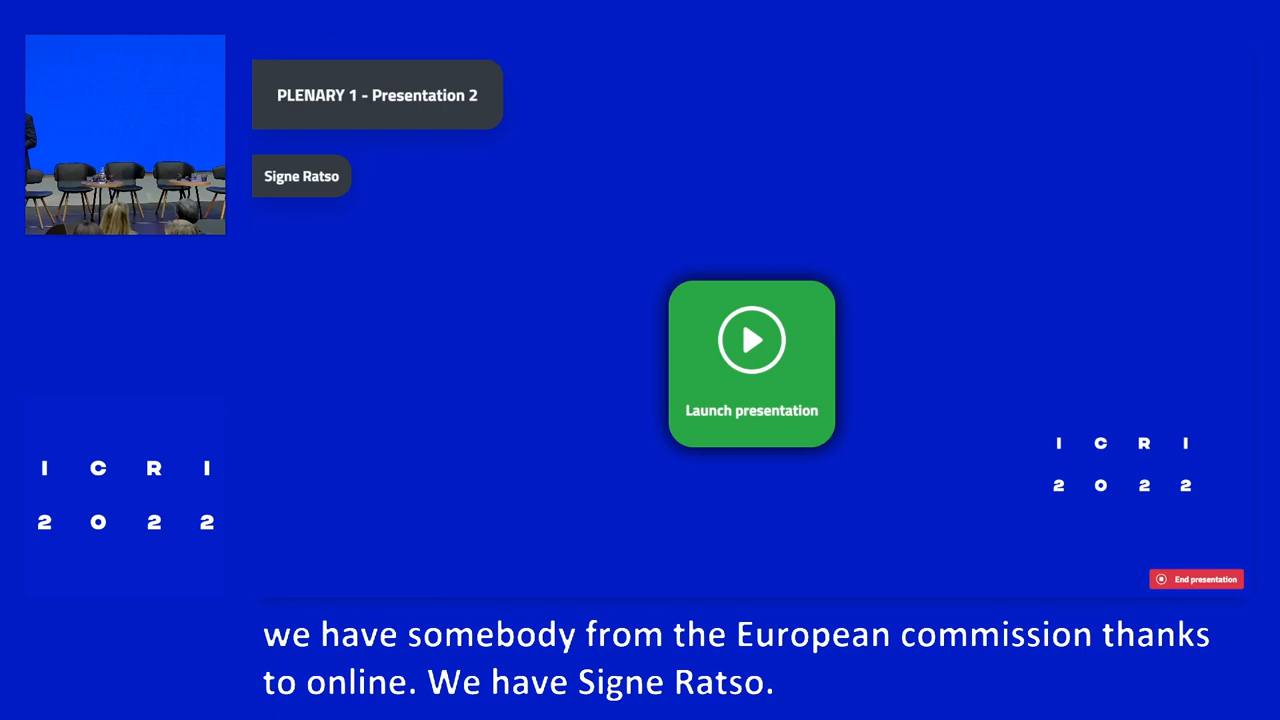 PLENARY 1 - Presentation 2
Signe Ratso
Launch presentation
I C R I
2 0 2 2
I C R I
2 0 2 2
End presentation
we have somebody from the European commission thanks
to online. We have Signe Ratso.